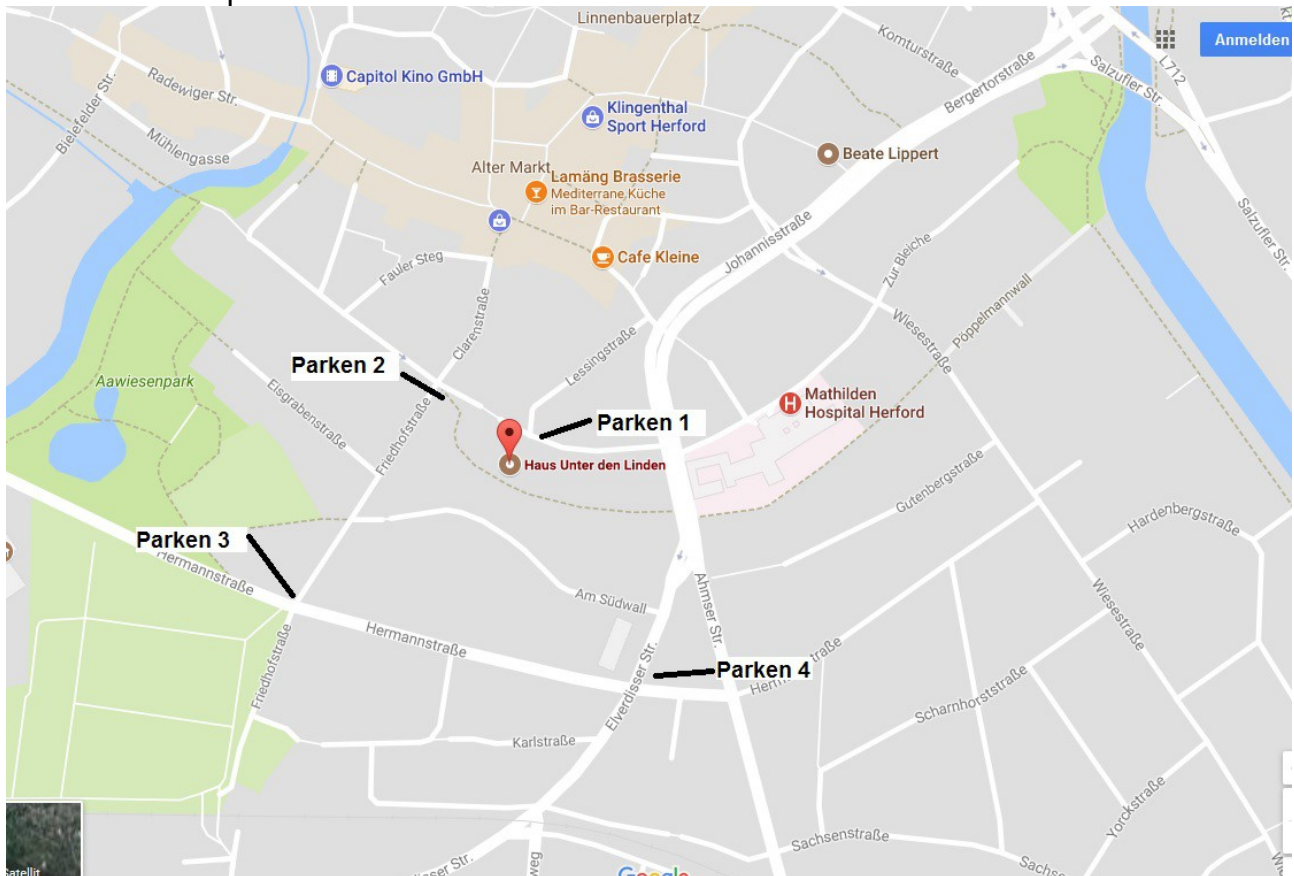 Linnenbauerplatz
Anmelden
Komturstraße
L712
Salzufler Str.
Bergertorstraße
Capitol Kino GmbH
Radewiger Str.
Bielefelder Str.
Mühlengasse
Klingenthal
Sport Herford
Beate Lippert
Alter Markt
Lamäng Brasserie
Mediterrane Küche
im Bar-Restaurant
Salzufler Str.
Johannisstraße
Zur Bleiche
Fauler Steg
Cafe Kleine
Clarenstraße
Lessingstraße
Wiesestraße
Pöppelmannwall
Parken 2
Aawiesenpark
Elsgrabenstraße
Friedhofstraße
Parken 1
H
Mathilden
Hospital Herford
Haus Unter den Linden
Gutenbergstraße
Hardenbergstraße
Parken 3
Hermannstraße
Am Südwall
Ahmser Str.
Wiesestraße
Hermannstraße
Friedhofstraße
Elverdisser Str.
Parken 4
Scharnhorststraße
Karlstraße
Yorckstraße
Sachsenstraße
Satellit
Google